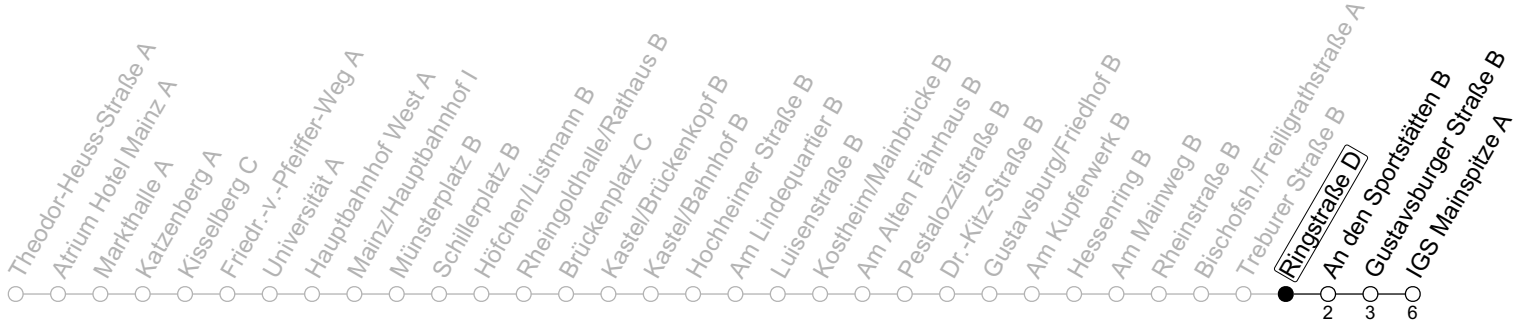 Theodor-Heuss-Straße A
Atrium Hotel Mainz A
Markthalle A
Katzenberg A
Kisselberg C
Friedr.-v.-Pfeiffer-Weg A
Universität A
Hauptbahnhof West A
Mainz/Hauptbahnhof I
Münsterplatz B
Schillerplatz B
Höfchen/Listmann B
Rheingoldhalle/Rathaus B
Brückenplatz C
Kastel/Brückenkopf B
Kastel/Bahnhof B
Hochheimer Straße B
Am Lindequartier B
Luisenstraße B
Kostheim/Mainbrücke B
Am Alten Fährhaus B
Pestalozzistraße B
Dr.-Kitz-Straße B
Gustavsburg/Friedhof B
Am Kupferwerk B
Hessenring B
Am Mainweg B
Rheinstraße B
Bischofsh./Freiligrathstraße A
Treburer Straße B
Ringstraße D
An den Sportstätten B
Gustavsburger Straße B
IGS Mainspitze A
2 3 6